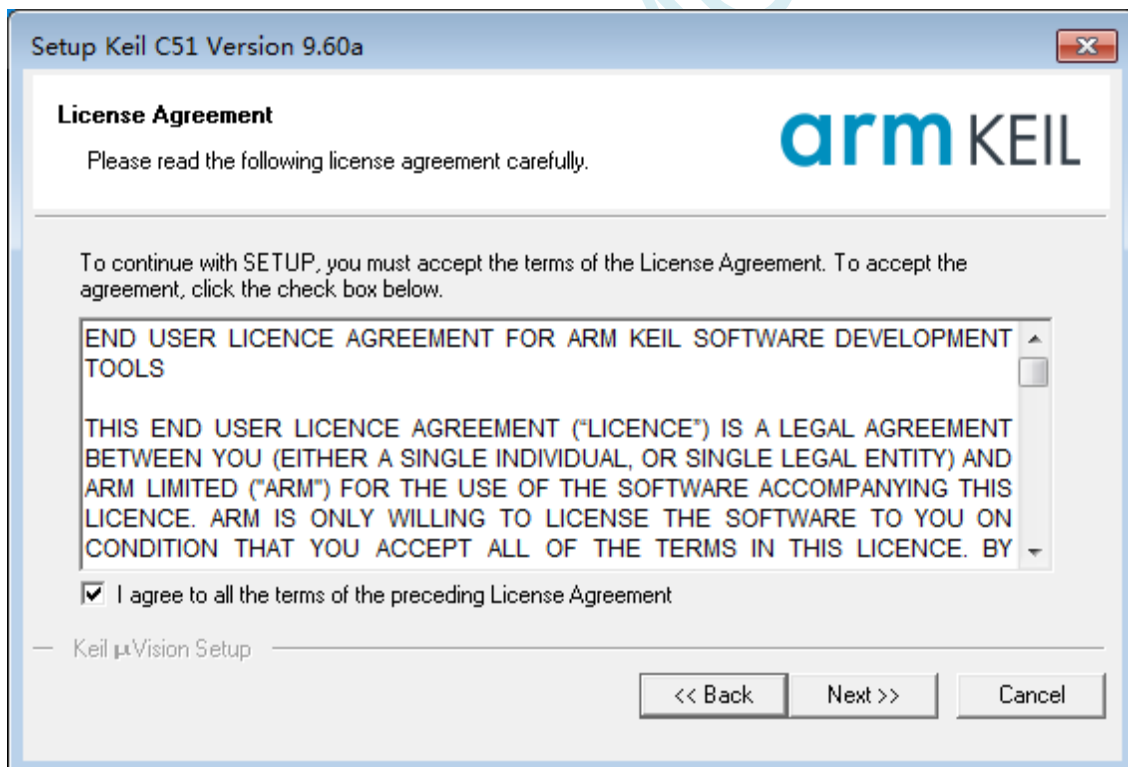 Setup Keil C51 Version 9.60a
License Agreement
Please read the following license agreement carefully.
arm KEIL
To continue with SETUP, you must accept the terms of the License Agreement. To accept the
agreement, click the check box below.
END USER LICENCE AGREEMENT FOR ARM KEIL SOFTWARE DEVELOPMENT
TOOLS
THIS END USER LICENCE AGREEMENT (“LICENCE”) IS A LEGAL AGREEMENT
BETWEEN YOU (EITHER A SINGLE INDIVIDUAL, OR SINGLE LEGAL ENTITY) AND
ARM LIMITED ("ARM") FOR THE USE OF THE SOFTWARE ACCOMPANYING THIS
LICENCE. ARM IS ONLY WILLING TO LICENSE THE SOFTWARE TO YOU ON
CONDITION THAT YOU ACCEPT ALL OF THE TERMS IN THIS LICENCE. BY
I agree to all the terms of the preceding License Agreement
Keil µVision Setup
<< Back
Next >>
Cancel